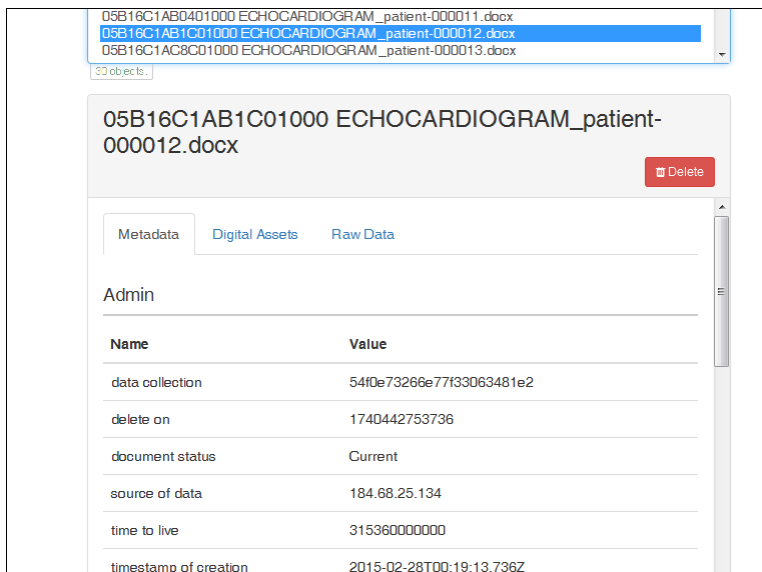 05B16C1AB0401000 ECHOCARDIOGRAM_patient-000011.docx
05B16C1AB1C01000 ECHOCARDIOGRAM_patient-000012.docx
05B16C1AC8C01000 ECHOCARDIOGRAM_patient-000013.docx
30 objects.
05B16C1AB1C01000 ECHOCARDIOGRAM_patient-
000012.docx
Delete
Metadata Digital Assets Raw Data
Admin
Name Value
data collection 54f0e73266e77f33063481e2
delete on 1740442753736
document status Current
source of data 184.68.25.134
time to live 315360000000
timestamp of creation 2015-02-28T00:19:13.736Z